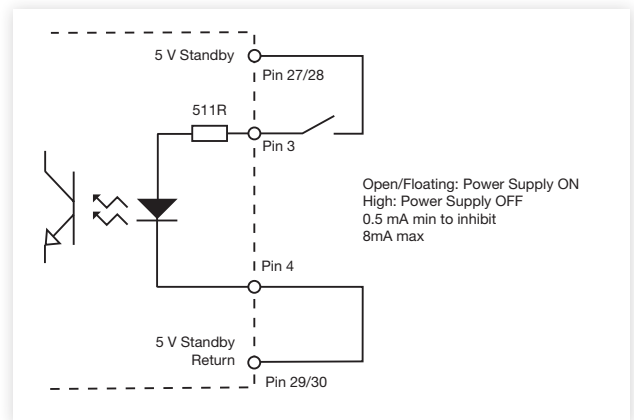 5 V Standby
Pin 27/28
511R
Pin 3
Open/Floating: Power Supply ON
High: Power Supply OFF
0.5 mA min to inhibit
8mA max
Pin 4
5 V Standby
Return
Pin 29/30